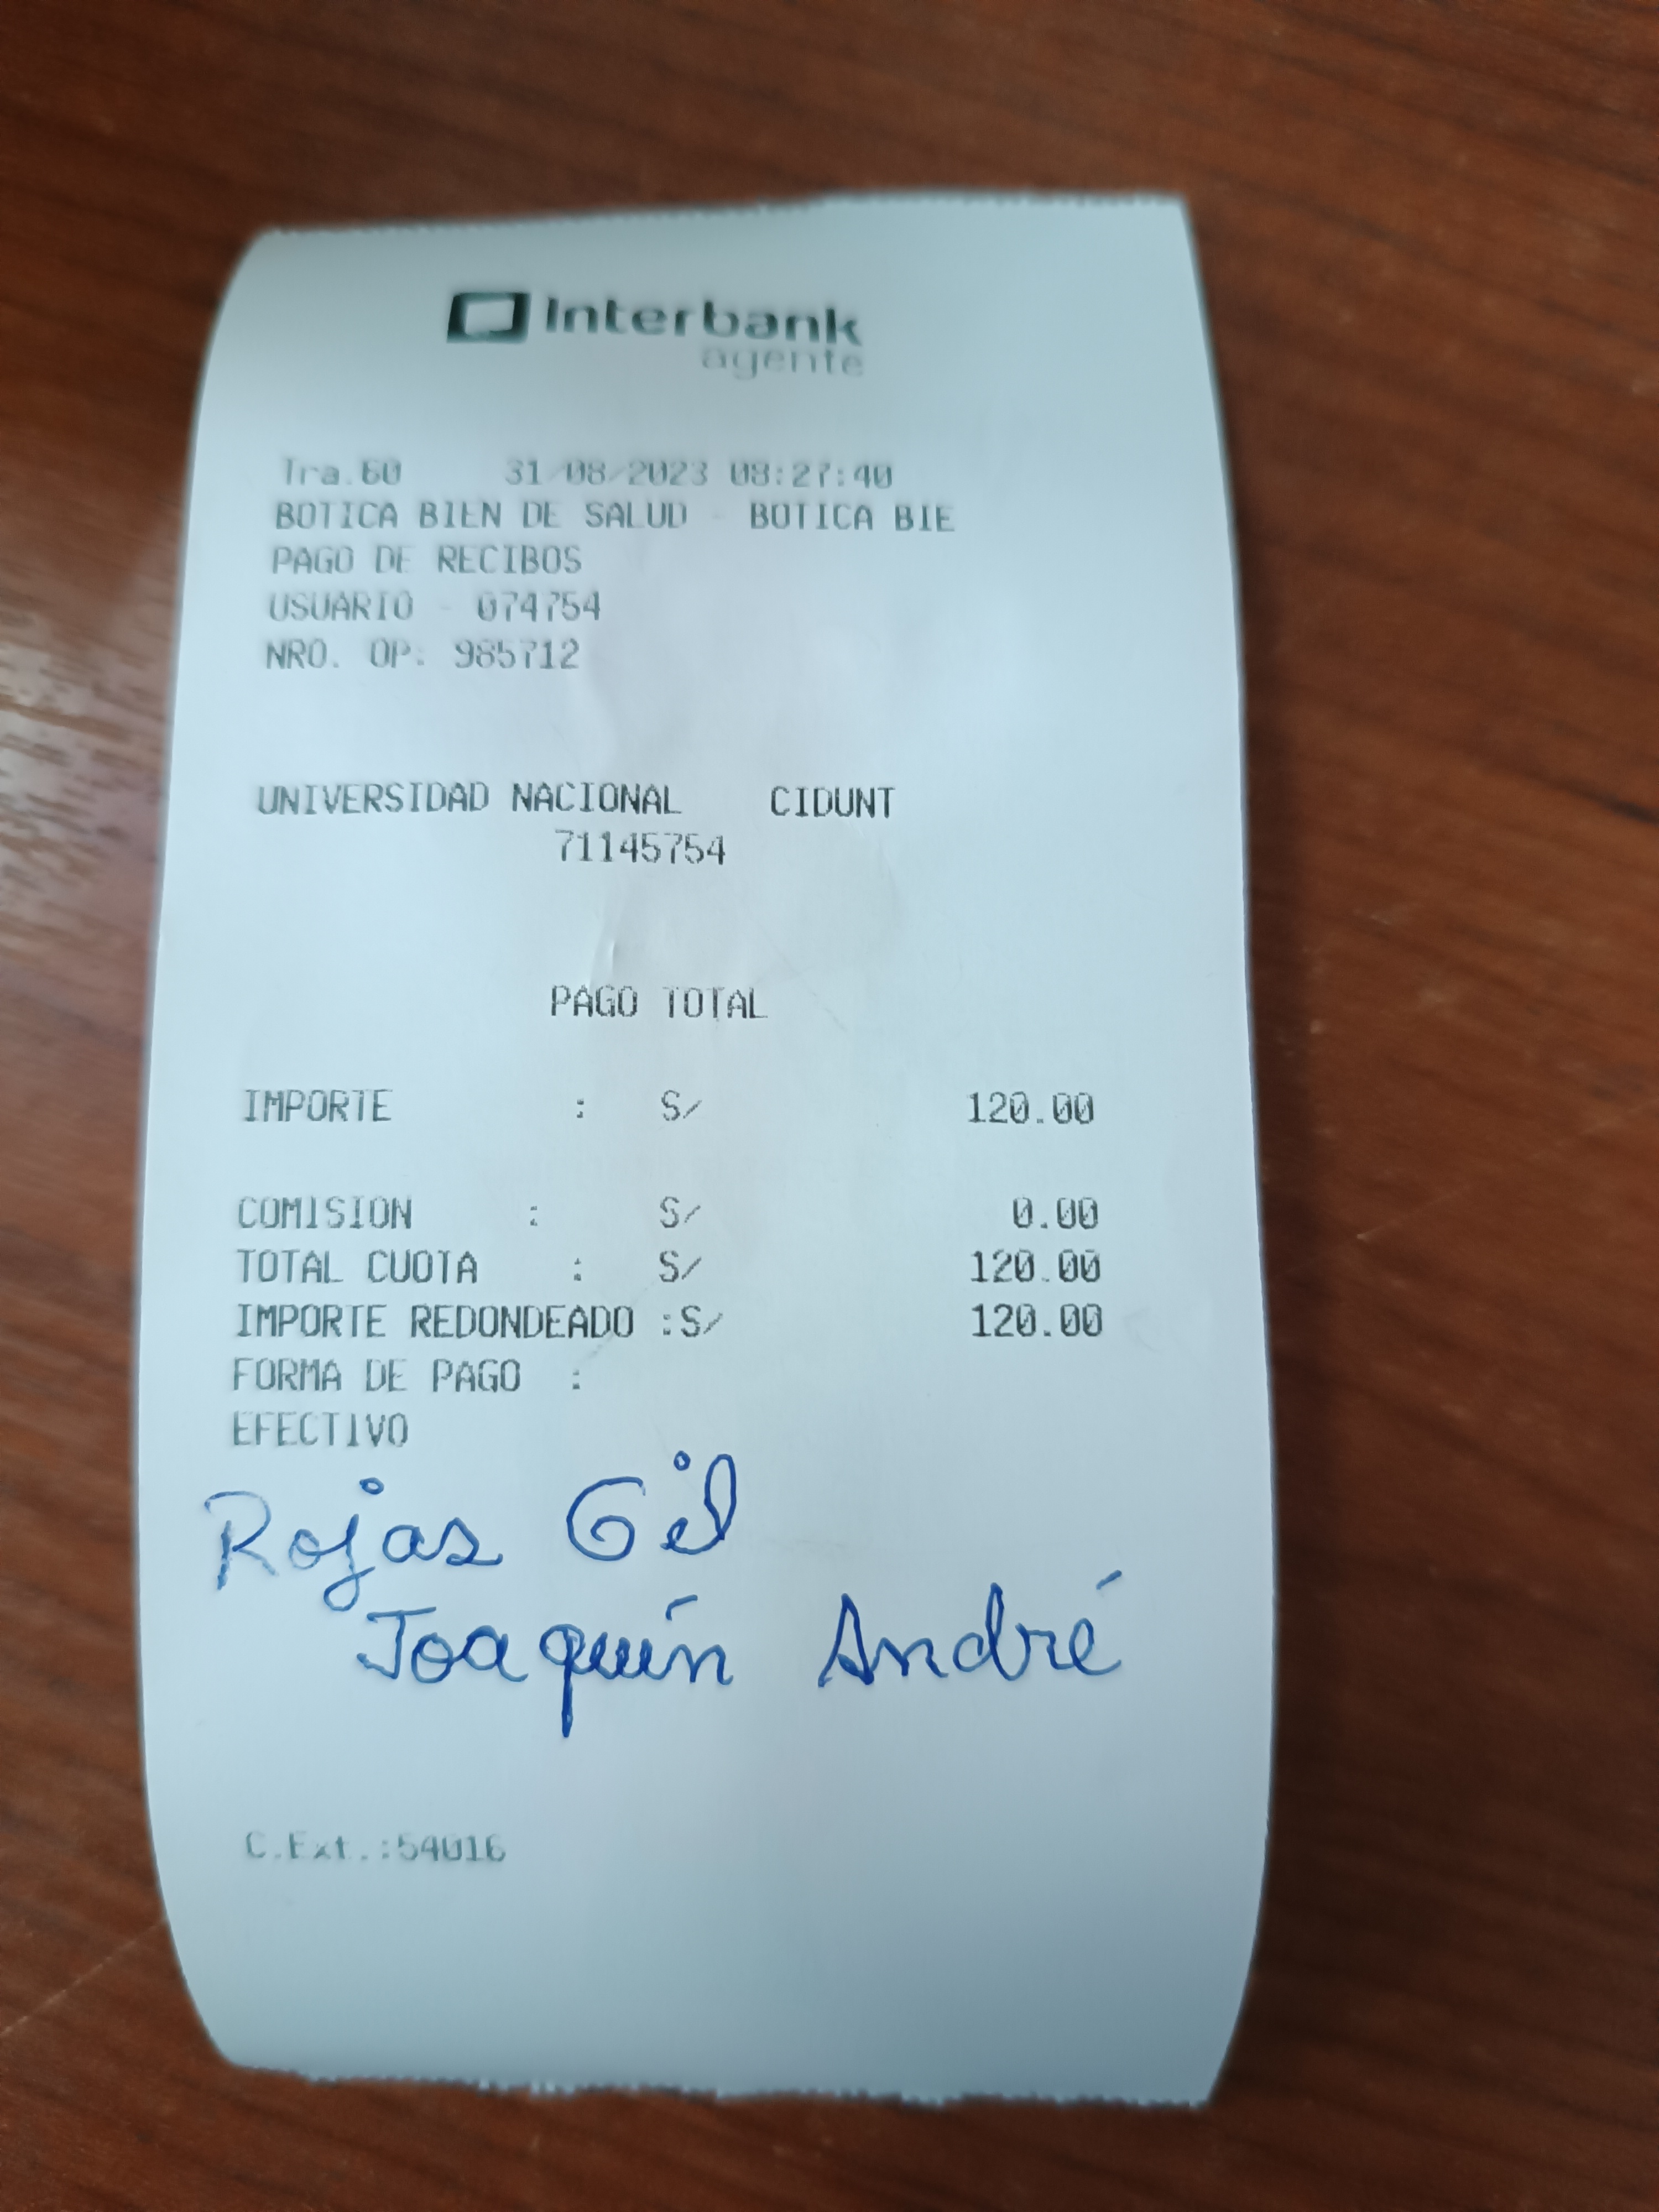 Interbank
agente
Tra.60 31/08/2023 08:27:40
BOTICA BIEN DE SALUD - BOTICA BIE
PAGO DE RECIBOS
USUARIO - 074754
NRO. OP: 985712
UNIVERSIDAD NACIONAL CIDUNT
71145754
PAGO TOTAL
IMPORTE : S/ 120.00
COMISION : S/ 0.00
TOTAL CUOTA : S/ 120.00
IMPORTE REDONDEADO :S/ 120.00
FORMA DE PAGO :
EFECTIVO
Rojas Gil
Joaquín André
C.Ext.:54016